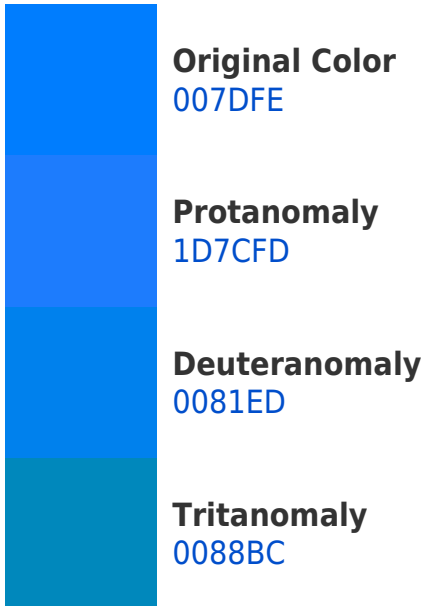 Original Color
007DFE
Protanomaly
1D7CFD
Deuteranomaly
0081ED
Tritanomaly
0088BC